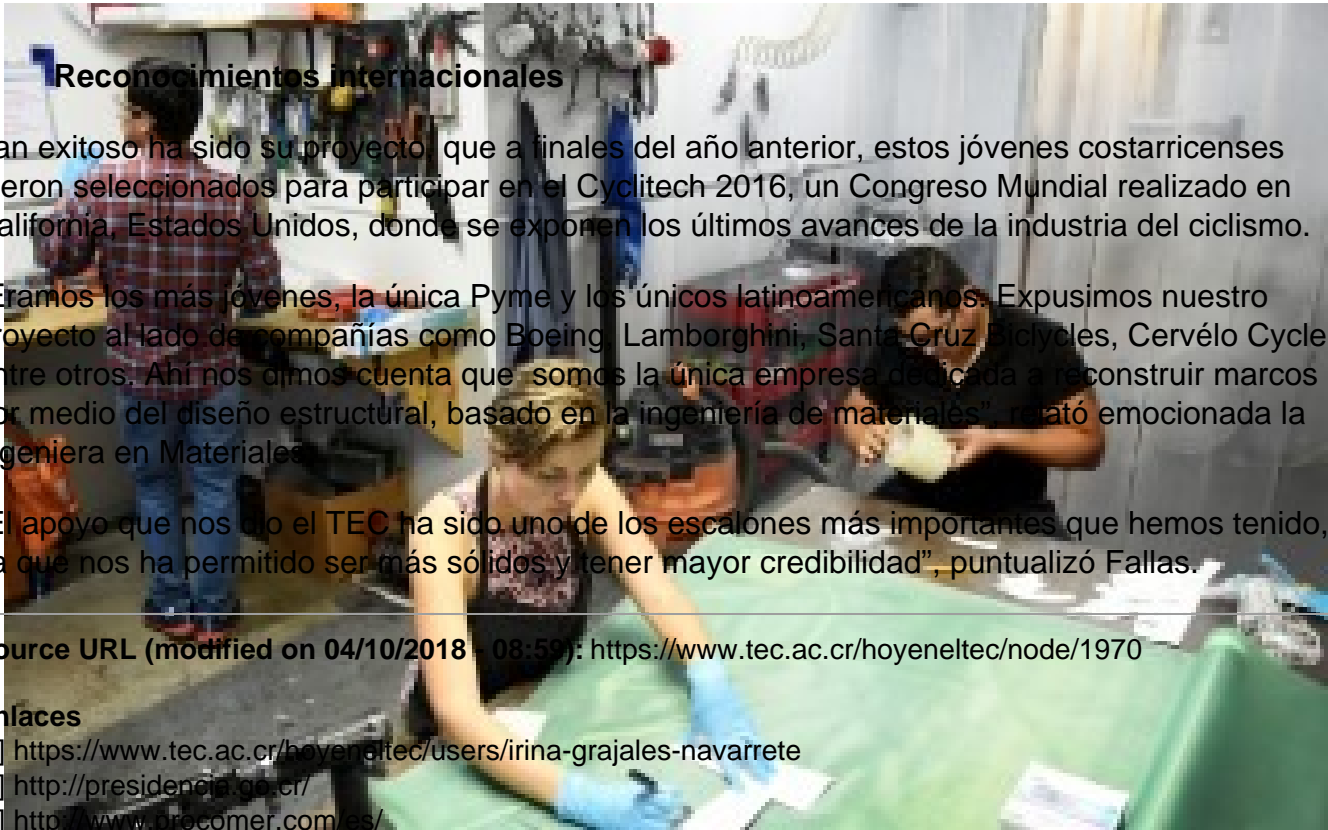 Reconocimientos internacionales
an exitoso ha sido su proyecto, que a finales del año anterior, estos jóvenes costarricenses
eron seleccionados para participar en el Cyclitech 2016, un Congreso Mundial realizado en
alifornia, Estados Unidos, donde se exponen los últimos avances de la industria del ciclismo.
Éramos los más jóvenes, la única Pyme y los únicos latinoamericanos. Expusimos nuestro
royecto al lado de compañías como Boeing, Lamborghini, Santa Cruz Biclycles, Cervélo Cycle
ntre otros. Ahí nos dimos cuenta que somos la única empresa dedicada a reconstruir marcos
or medio del diseño estructural, basado en la ingeniería de materiales”, relató emocionada la
geniera en Materiales.
El apoyo que nos dio el TEC ha sido uno de los escalones más importantes que hemos tenido,
a que nos ha permitido ser más sólidos y tener mayor credibilidad”, puntualizó Fallas.
ource URL (modified on 04/10/2018 - 08:59): https://www.tec.ac.cr/hoyeneltec/node/1970
nlaces
] https://www.tec.ac.cr/hoyeneltec/users/irina-grajales-navarrete
] http://presidencia.go.cr/
] http://www.procomer.com/es/